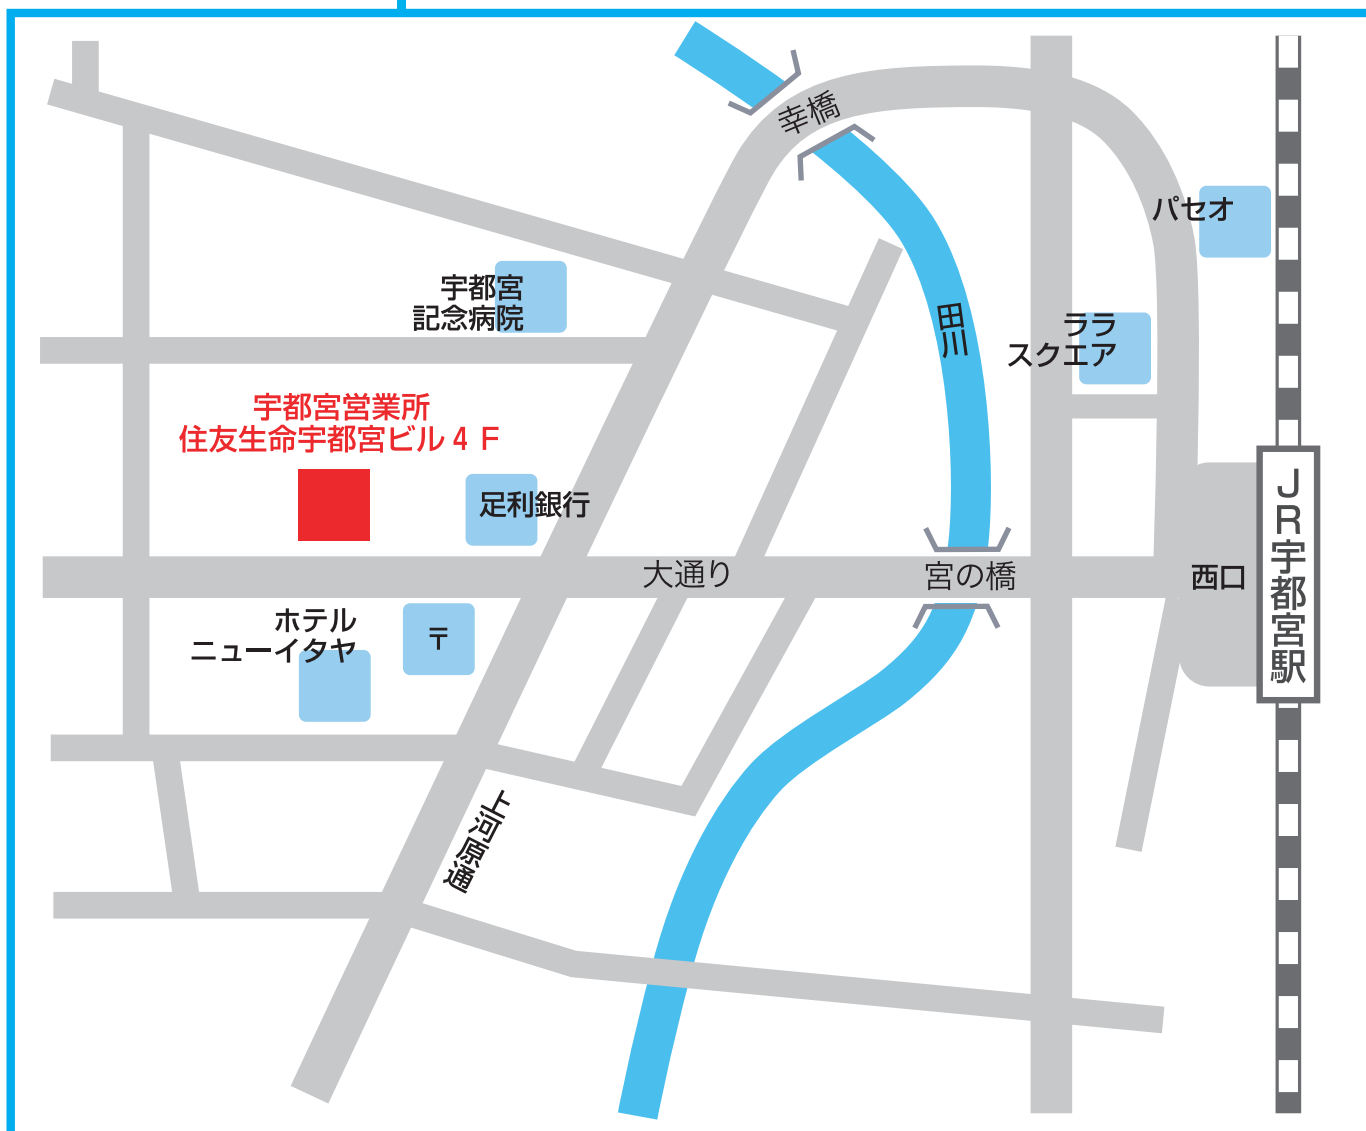 幸橋
パセオ
宇都宮
記念病院
田川
ララ
スクエア
宇都宮営業所
住友生命宇都宮ビル4F
足利銀行
大通り
宮の橋
西口
JR宇都宮駅
ホテル
ニューイタヤ
〒
上河原通